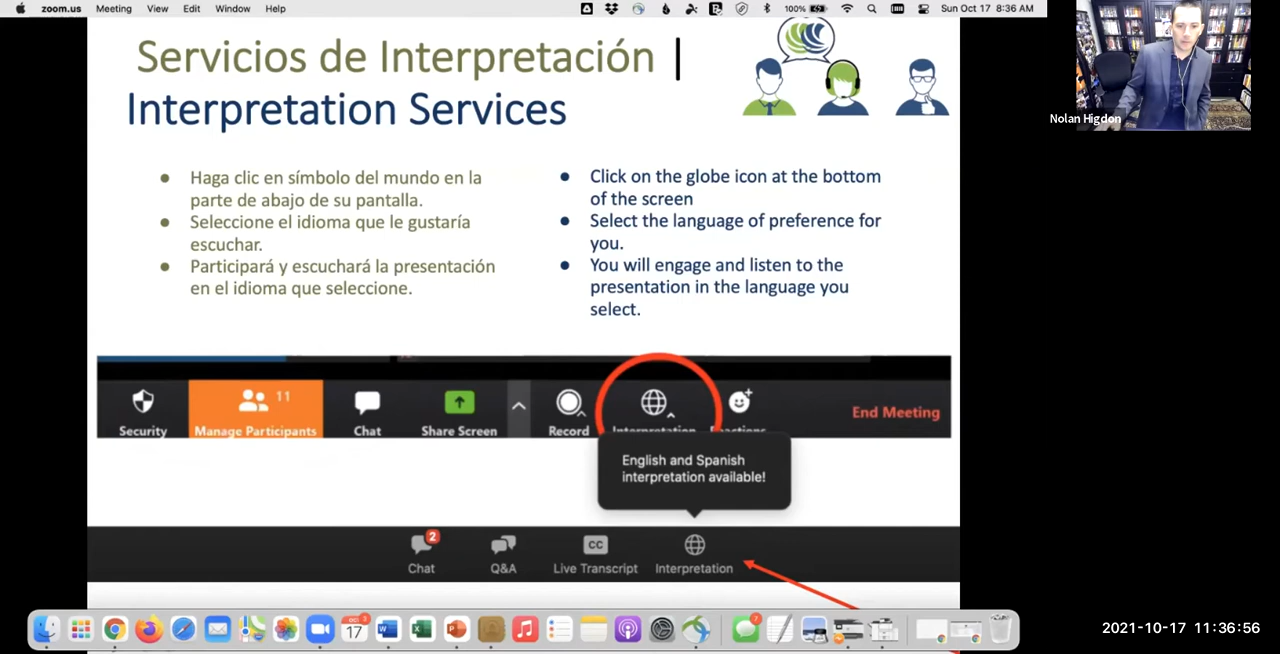 zoom.us Meeting View Edit Window Help 100% Sun Oct 17 8:36 AM
Servicios de Interpretación |
Interpretation Services
Nolan Higdon
Haga clic en símbolo del mundo en la
parte de abajo de su pantalla.
Seleccione el idioma que le gustaría
escuchar.
Participará y escuchará la presentación
en el idioma que seleccione.
Click on the globe icon at the bottom
of the screen
Select the language of preference for
you.
You will engage and listen to the
presentation in the language you
select.
11
Security Manage Participants Chat Share Screen Record Interpretation Reactions End Meeting
English and Spanish
interpretation available!
2
CC
Chat Q&A Live Transcript Interpretation
OCT
17
2021-10-17 11:36:56